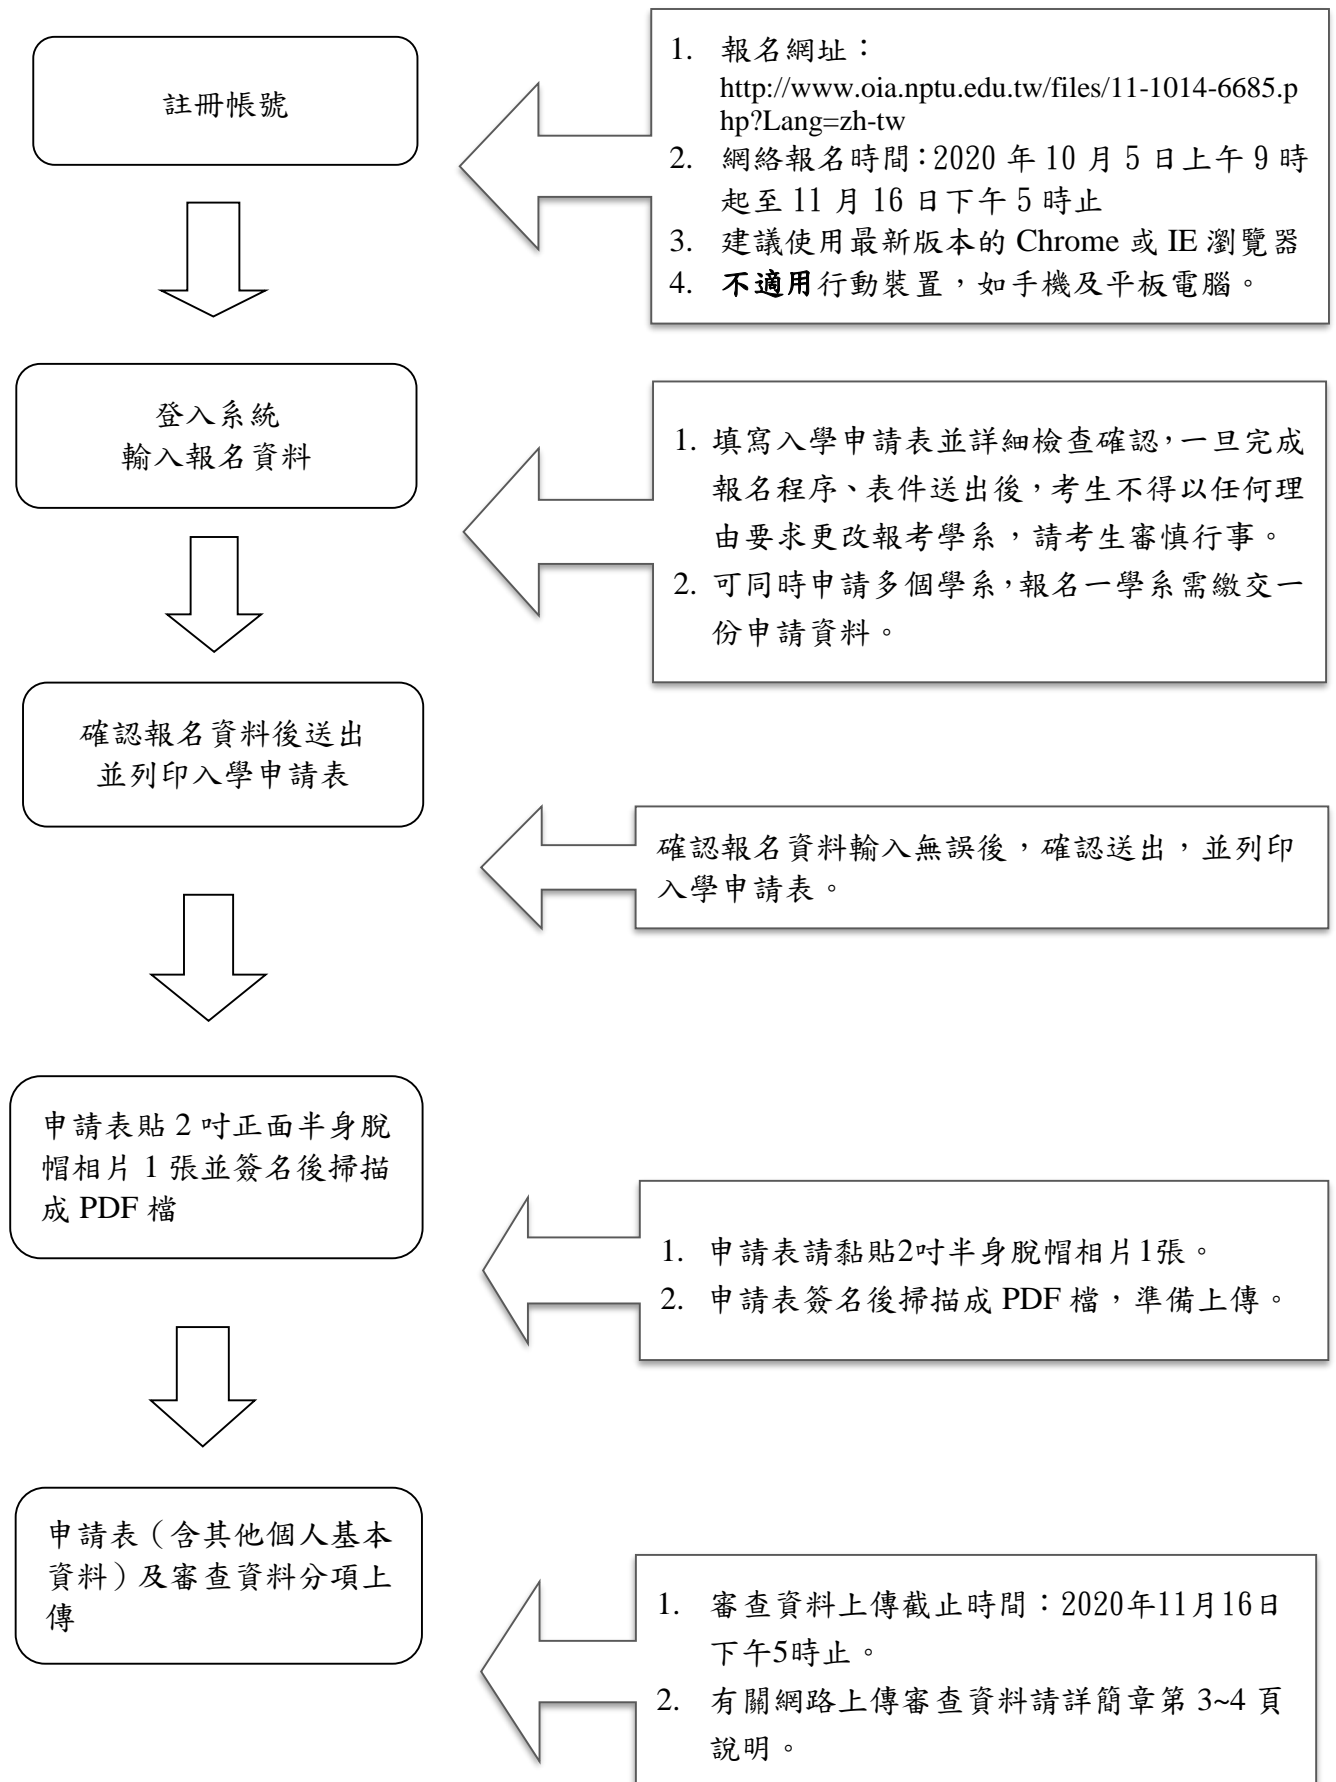 註冊帳號
1. 報名網址：
http://www.oia.nptu.edu.tw/files/11-1014-6685.p
hp?Lang=zh-tw
2. 網絡報名時間：2020 年 10 月 5 日上午 9 時
起至 11 月 16 日下午 5 時止
3. 建議使用最新版本的 Chrome 或 IE 瀏覽器
4. 不適用行動裝置，如手機及平板電腦。
登入系統
輸入報名資料
1. 填寫入學申請表並詳細檢查確認，一旦完成
報名程序、表件送出後，考生不得以任何理
由要求更改報考學系，請考生審慎行事。
2. 可同時申請多個學系，報名一學系需繳交一
份申請資料。
確認報名資料後送出
並列印入學申請表
確認報名資料輸入無誤後，確認送出，並列印
入學申請表。
申請表貼 2 吋正面半身脫
帽相片 1 張並簽名後掃描
成 PDF 檔
1. 申請表請黏貼2吋半身脫帽相片1張。
2. 申請表簽名後掃描成 PDF 檔，準備上傳。
申請表（含其他個人基本
資料）及審查資料分項上
傳
1. 審查資料上傳截止時間：2020年11月16日
下午5時止。
2. 有關網路上傳審查資料請詳簡章第 3~4 頁
說明。